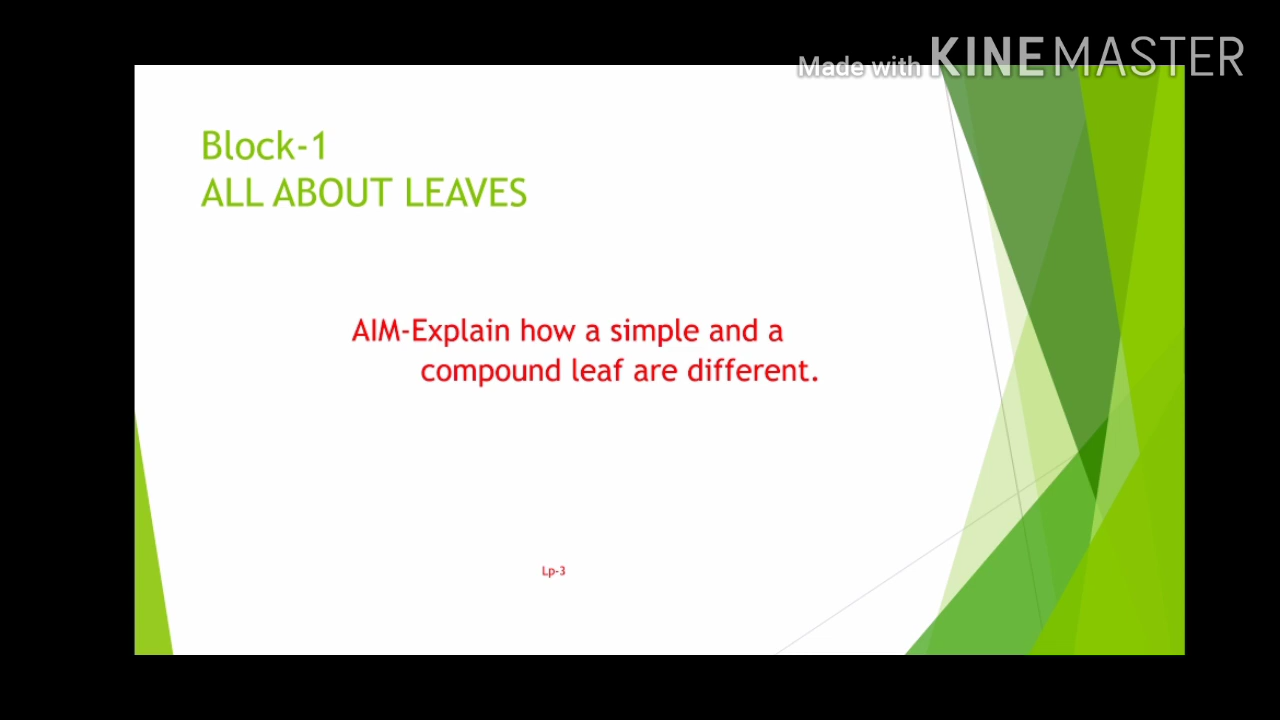 Made with KINEMASTER
Block-1
ALL ABOUT LEAVES
AIM-Explain how a simple and a
compound leaf are different.
Lp-3